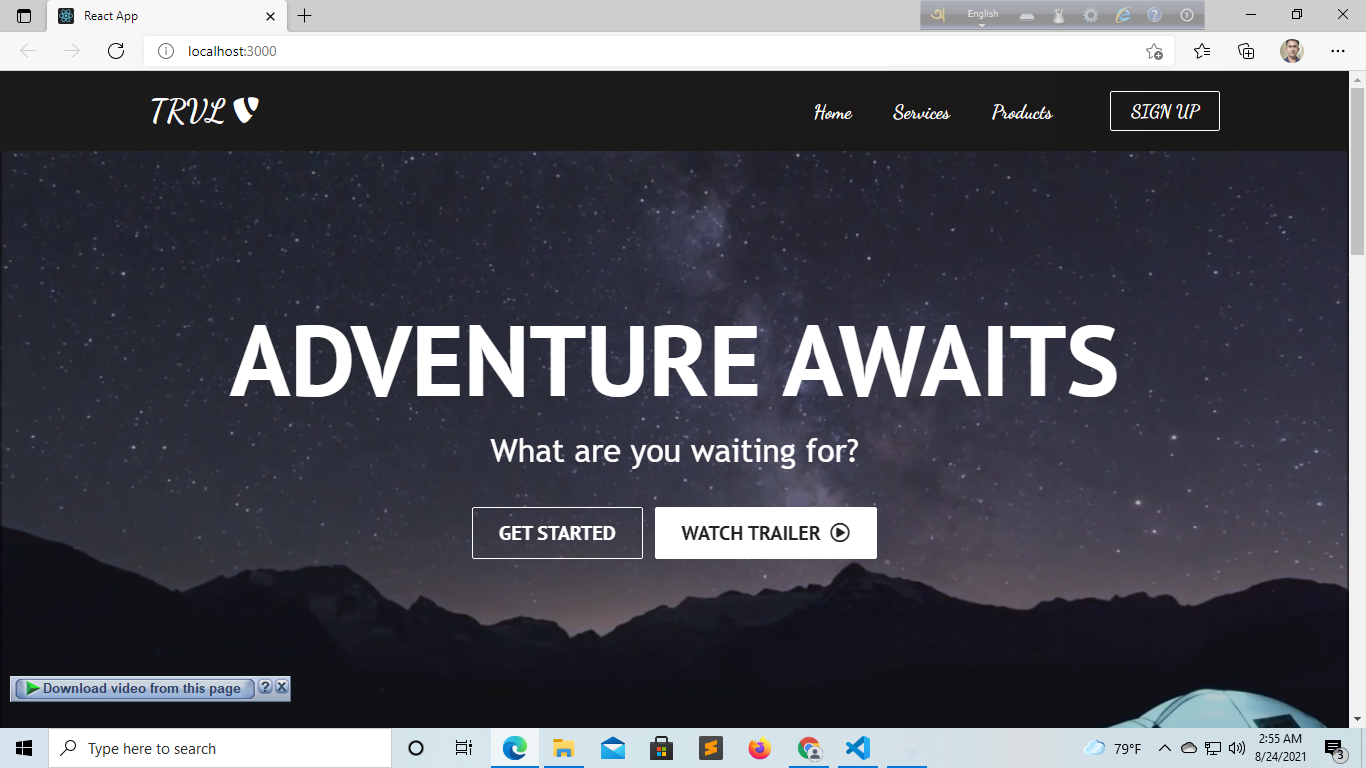 React App
অ English
localhost:3000
TRVL Home Services Products SIGN UP
ADVENTURE AWAITS
What are you waiting for?
GET STARTED WATCH TRAILER
Download video from this page ? X
Type here to search
79°F
2:55 AM
8/24/2021
3